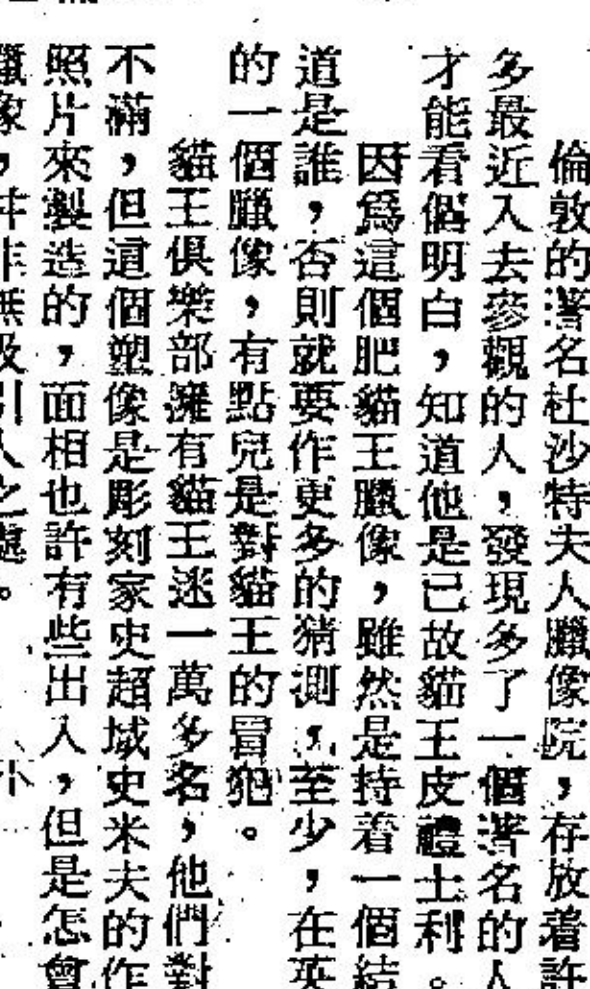 倫敦的著名杜沙特夫人臘像院，存放着許
多最近入去參觀的人，發現多了一個著名的人
才能看個明白，知道他是已故貓王皮禮士利。
因爲這個肥貓王臘像，雖然是持着一個結
道是誰，否則就要作更多的猜測，至少，在英
的一個臘像，有點兒是對貓王的冒犯。
貓王俱樂部擁有貓王迷一萬多名，他們對
不滿，但這個塑像是彫刻家史超域史米夫的作
照片來製造的，面相也許有些出入，但是怎會
臘像，幷非無吸引人之處。